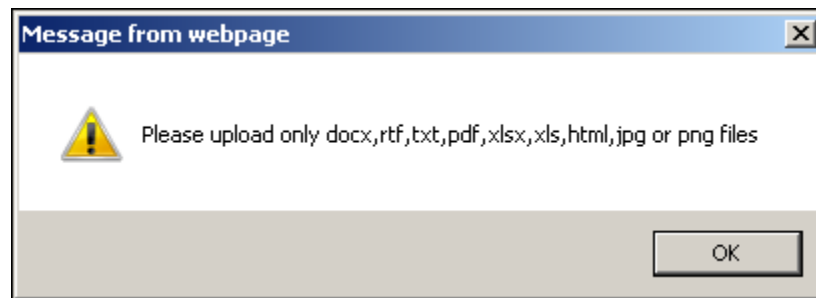 Message from webpage
Please upload only docx,rtf,txt,pdf,xlsx,xls,html,jpg or png files
OK